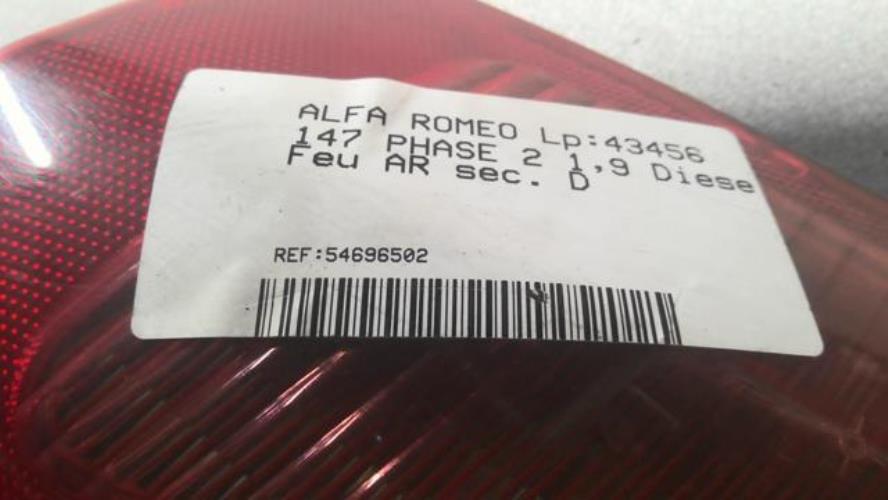 ALFA ROMEO Lp:43456
147 PHASE 2 1,9 Diese
Feu AR sec. D
REF:54696502